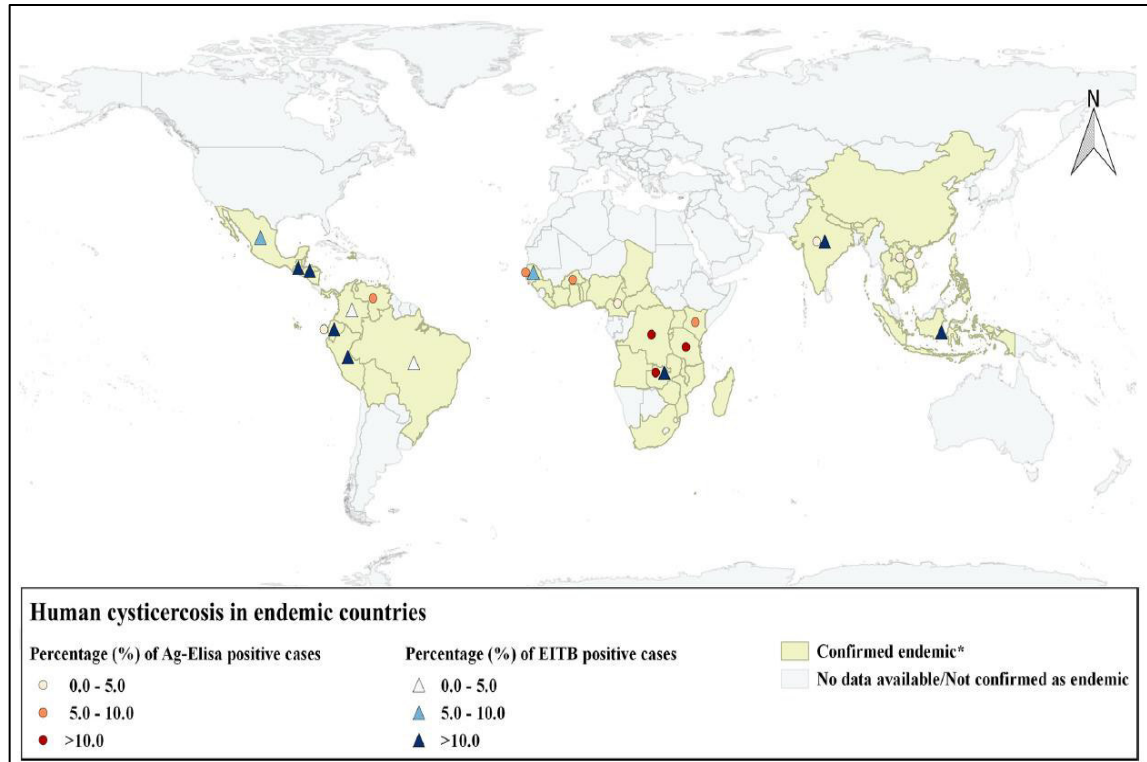 N
Human cysticercosis in endemic countries
Percentage (%) of Ag-Elisa positive cases
0.0 - 5.0
5.0 - 10.0
>10.0
Percentage (%) of EITB positive cases
0.0 - 5.0
5.0 - 10.0
>10.0
Confirmed endemic*
No data available/Not confirmed as endemic